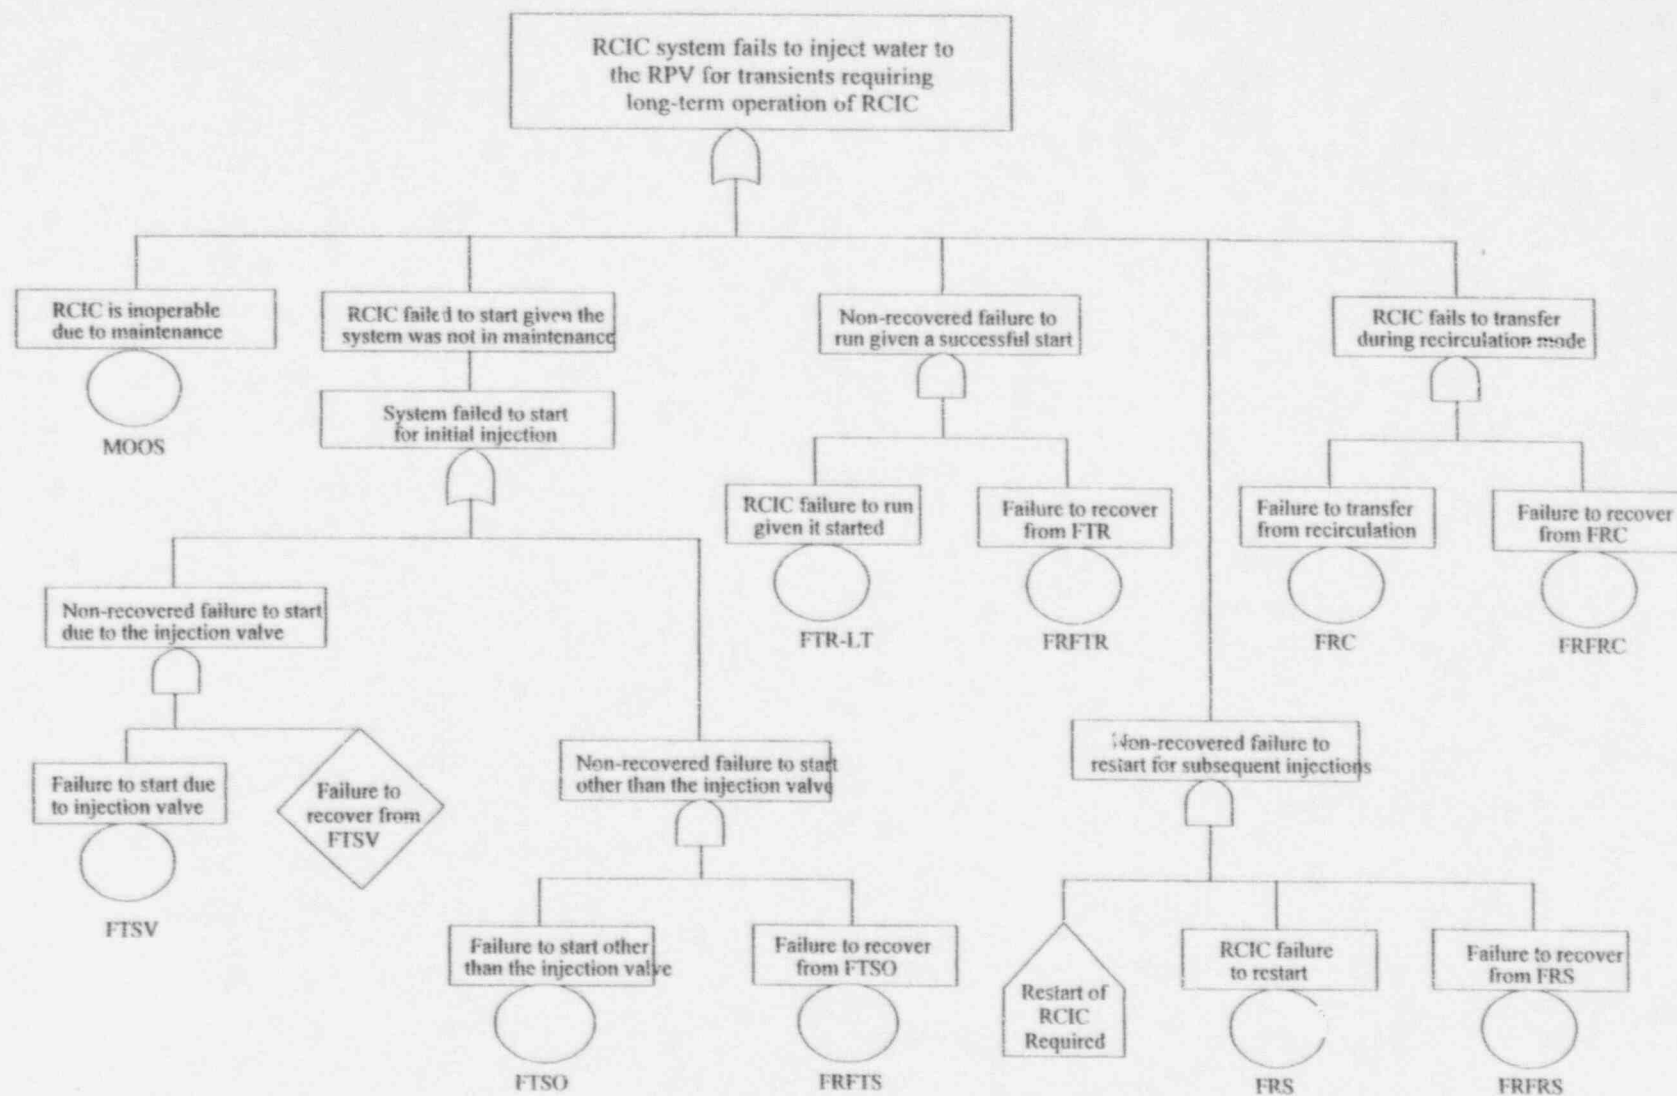 RCIC system fails to inject water to
the RPV for transients requiring
long-term operation of RCIC
RCIC is inoperable
due to maintenance
MOOS
RCIC failed to start given the
system was not in maintenance
System failed to start
for initial injection
Non-recovered failure to
run given a successful start
RCIC fails to transfer
during recirculation mode
RCIC failure to run
given it started
FTR-LT
Failure to recover
from FTR
FRFTR
Failure to transfer
from recirculation
FRC
Failure to recover
from FRC
FRFRC
Non-recovered failure to start
due to the injection valve
Failure to start due
to injection valve
FTSV
Failure to
recover from
FTSV
Non-recovered failure to start
other than the injection valve
Failure to start other
than the injection valve
FTSO
Failure to recover
from FTSO
FRFTS
Non-recovered failure to
restart for subsequent injections
Restart of
RCIC
Required
RCIC failure
to restart
FRS
Failure to recover
from FRS
FRFRS